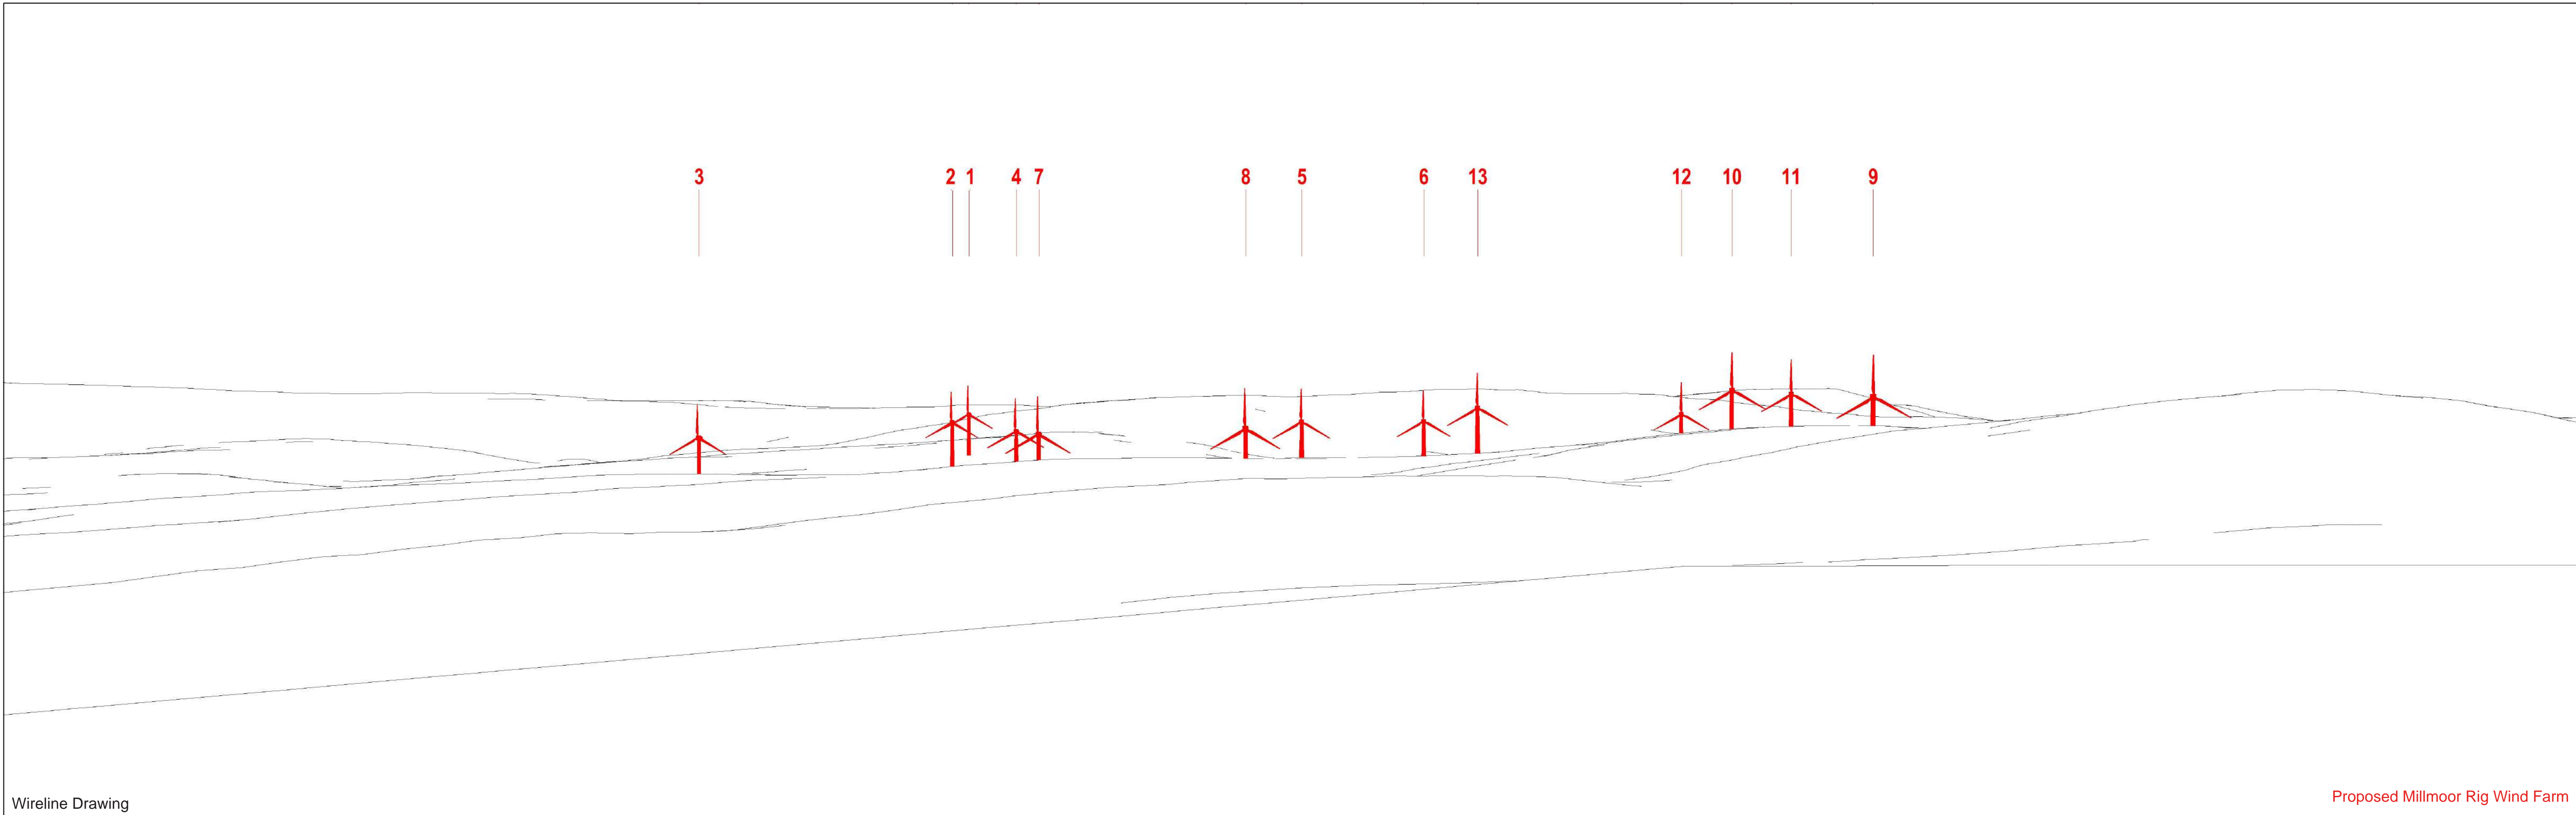 3 2 1 4 7 8 5 6 13 12 10 11 9
Wireline Drawing
Proposed Millmoor Rig Wind Farm